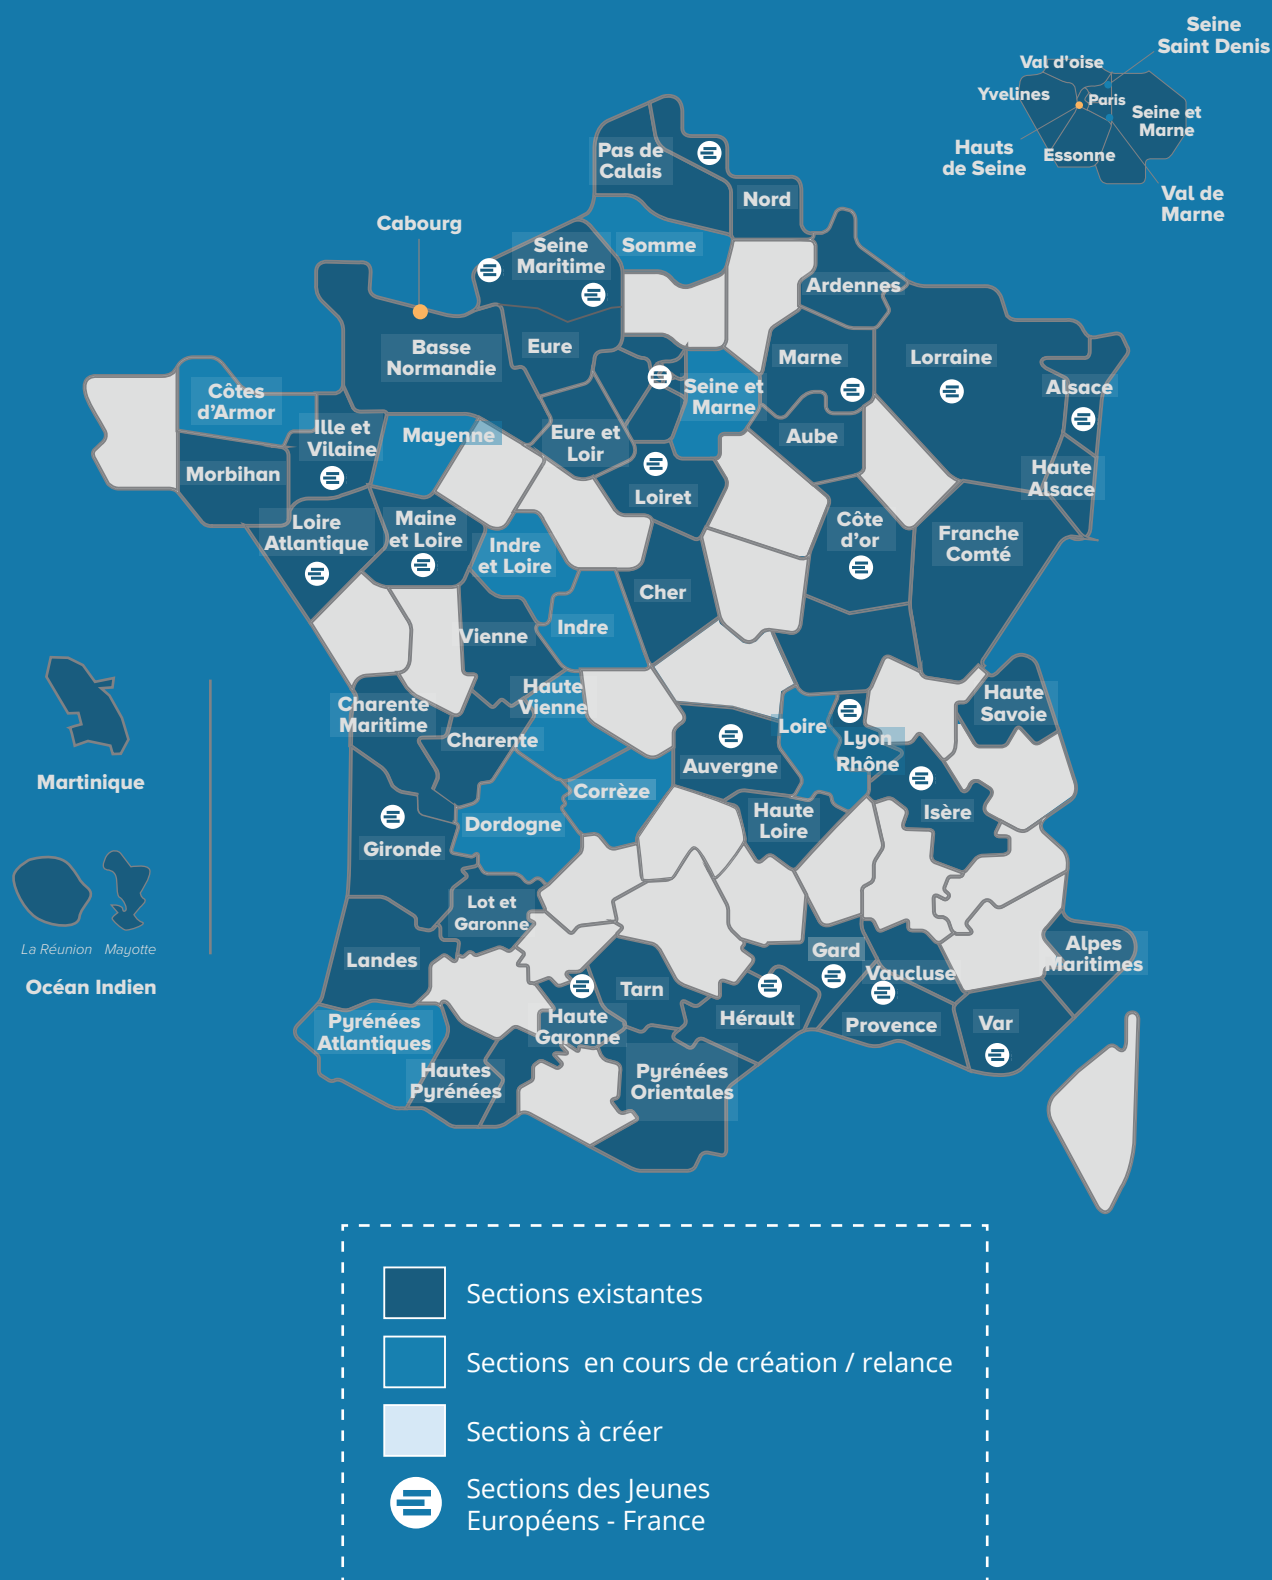 Seine
Saint Denis
Val d'oise
Yvelines
Paris
Seine et
Marne
Hauts
de Seine
Essonne
Val de
Marne
Pas de
Calais
Nord
Cabourg
Seine
Maritime
Somme
Ardennes
Basse
Normandie
Eure
Marne
Lorraine
Alsace
Seine et
Marne
Côtes
d'Armor
Ille et
Vilaine
Mayenne
Eure et
Loir
Aube
Morbihan
Haute
Alsace
Loiret
Loire
Atlantique
Maine
et Loire
Indre
et Loire
Côte
d'or
Franche
Comté
Cher
Indre
Vienne
Haute
Vienne
Charente
Maritime
Charente
Loire
Lyon
Rhône
Haute
Savoie
Auvergne
Martinique
Corrèze
Dordogne
Haute
Loire
Isère
Gironde
Lot et
Garonne
La Réunion
Mayotte
Océan Indien
Landes
Gard
Vaucluse
Alpes
Maritimes
Tarn
Pyrénées
Atlantiques
Haute
Garonne
Hérault
Provence
Var
Hautes
Pyrénées
Pyrénées
Orientales
Sections existantes
Sections en cours de création / relance
Sections à créer
Sections des Jeunes
Européens - France